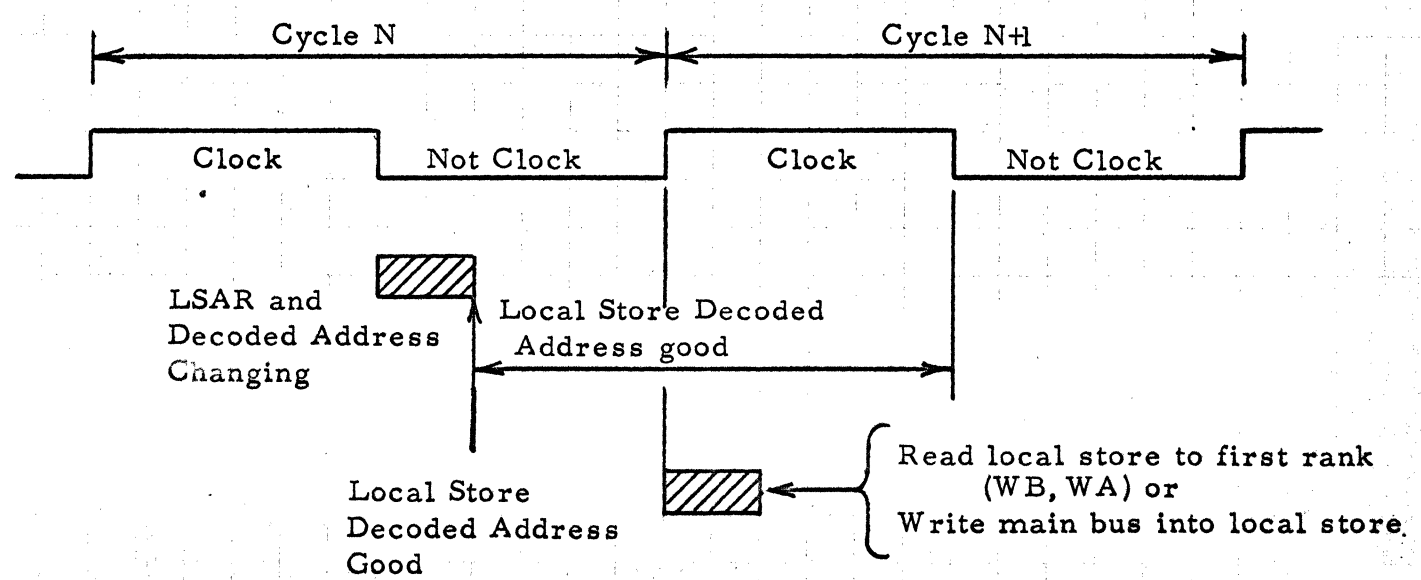 Cycle N
Cycle N+1
Clock
Not Clock
Clock
Not Clock
LSAR and
Decoded Address
Changing
Local Store Decoded
Address good
Local Store
Decoded Address
Good
Read local store to first rank
(WB, WA) or
Write main bus into local store.